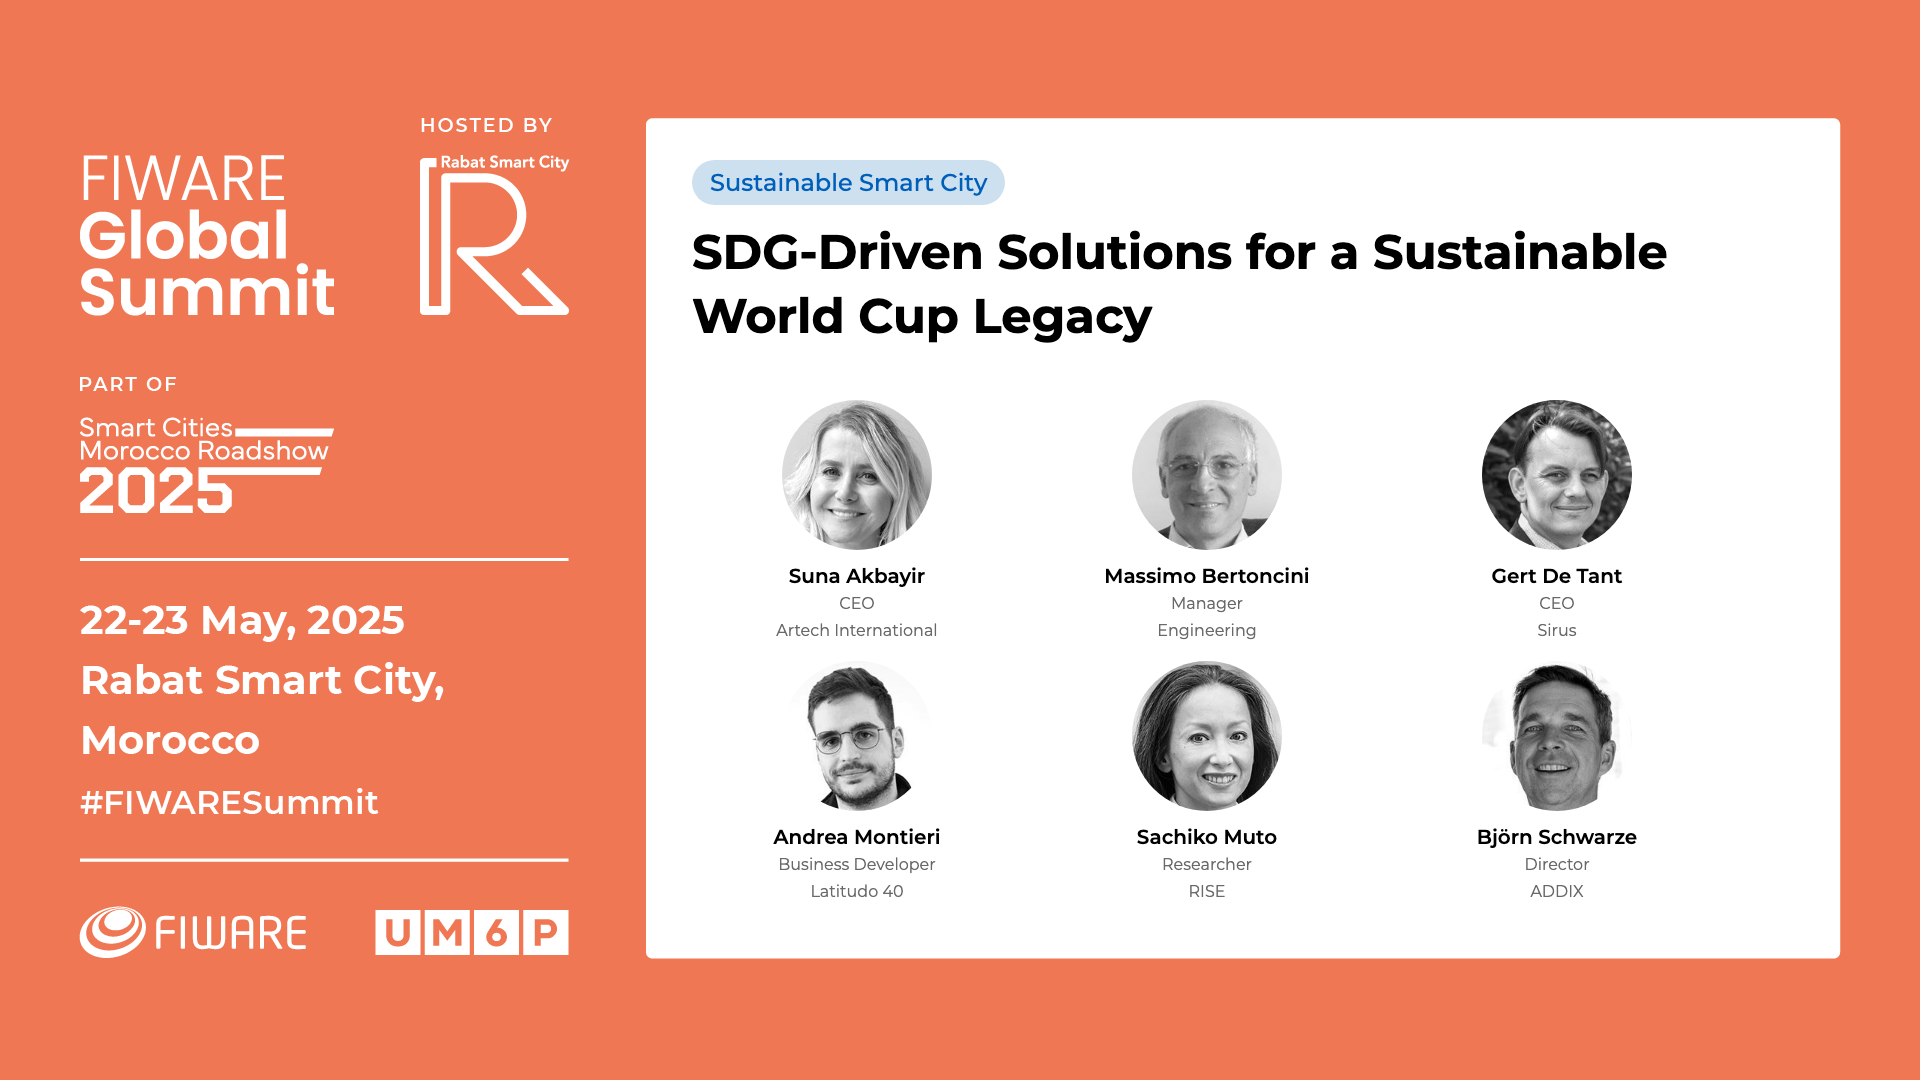 HOSTED BY
FIWARE
Global
Summit
Rabat Smart City
R
PART OF
Smart Cities
Morocco Roadshow
2025
22-23 May, 2025
Rabat Smart City,
Morocco
#FIWARESummit
FIWARE
UM6P
Sustainable Smart City
SDG-Driven Solutions for a Sustainable
World Cup Legacy
Suna Akbayir
CEO
Artech International
Massimo Bertoncini
Manager
Engineering
Gert De Tant
CEO
Sirus
Andrea Montieri
Business Developer
Latitudo 40
Sachiko Muto
Researcher
RISE
Björn Schwarze
Director
ADDIX